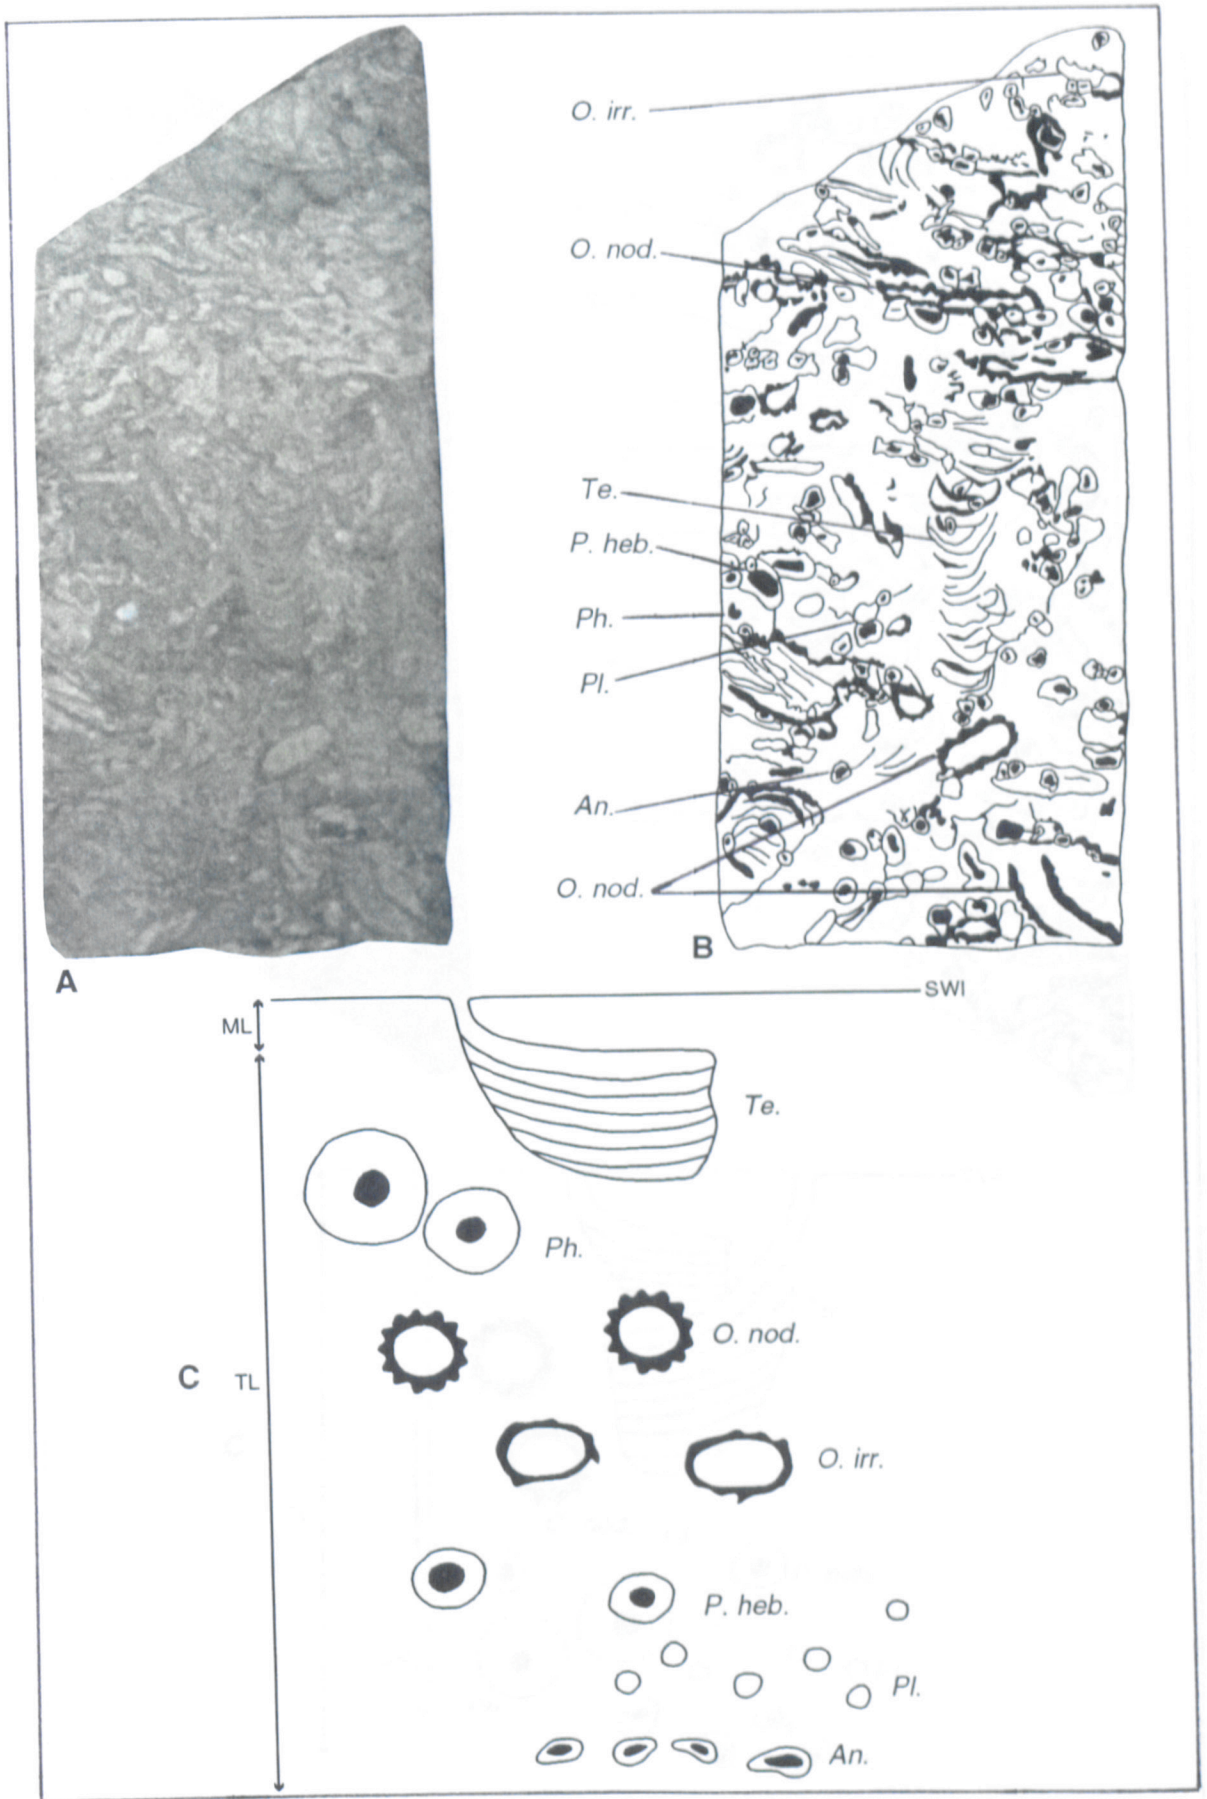 O. irr.
O. nod.
Te.
P. heb.
Ph.
Pl.
An.
O. nod.
B
A
SWI
ML
Te.
Ph.
O. nod.
C
TL
O. irr.
P. heb.
Pl.
An.